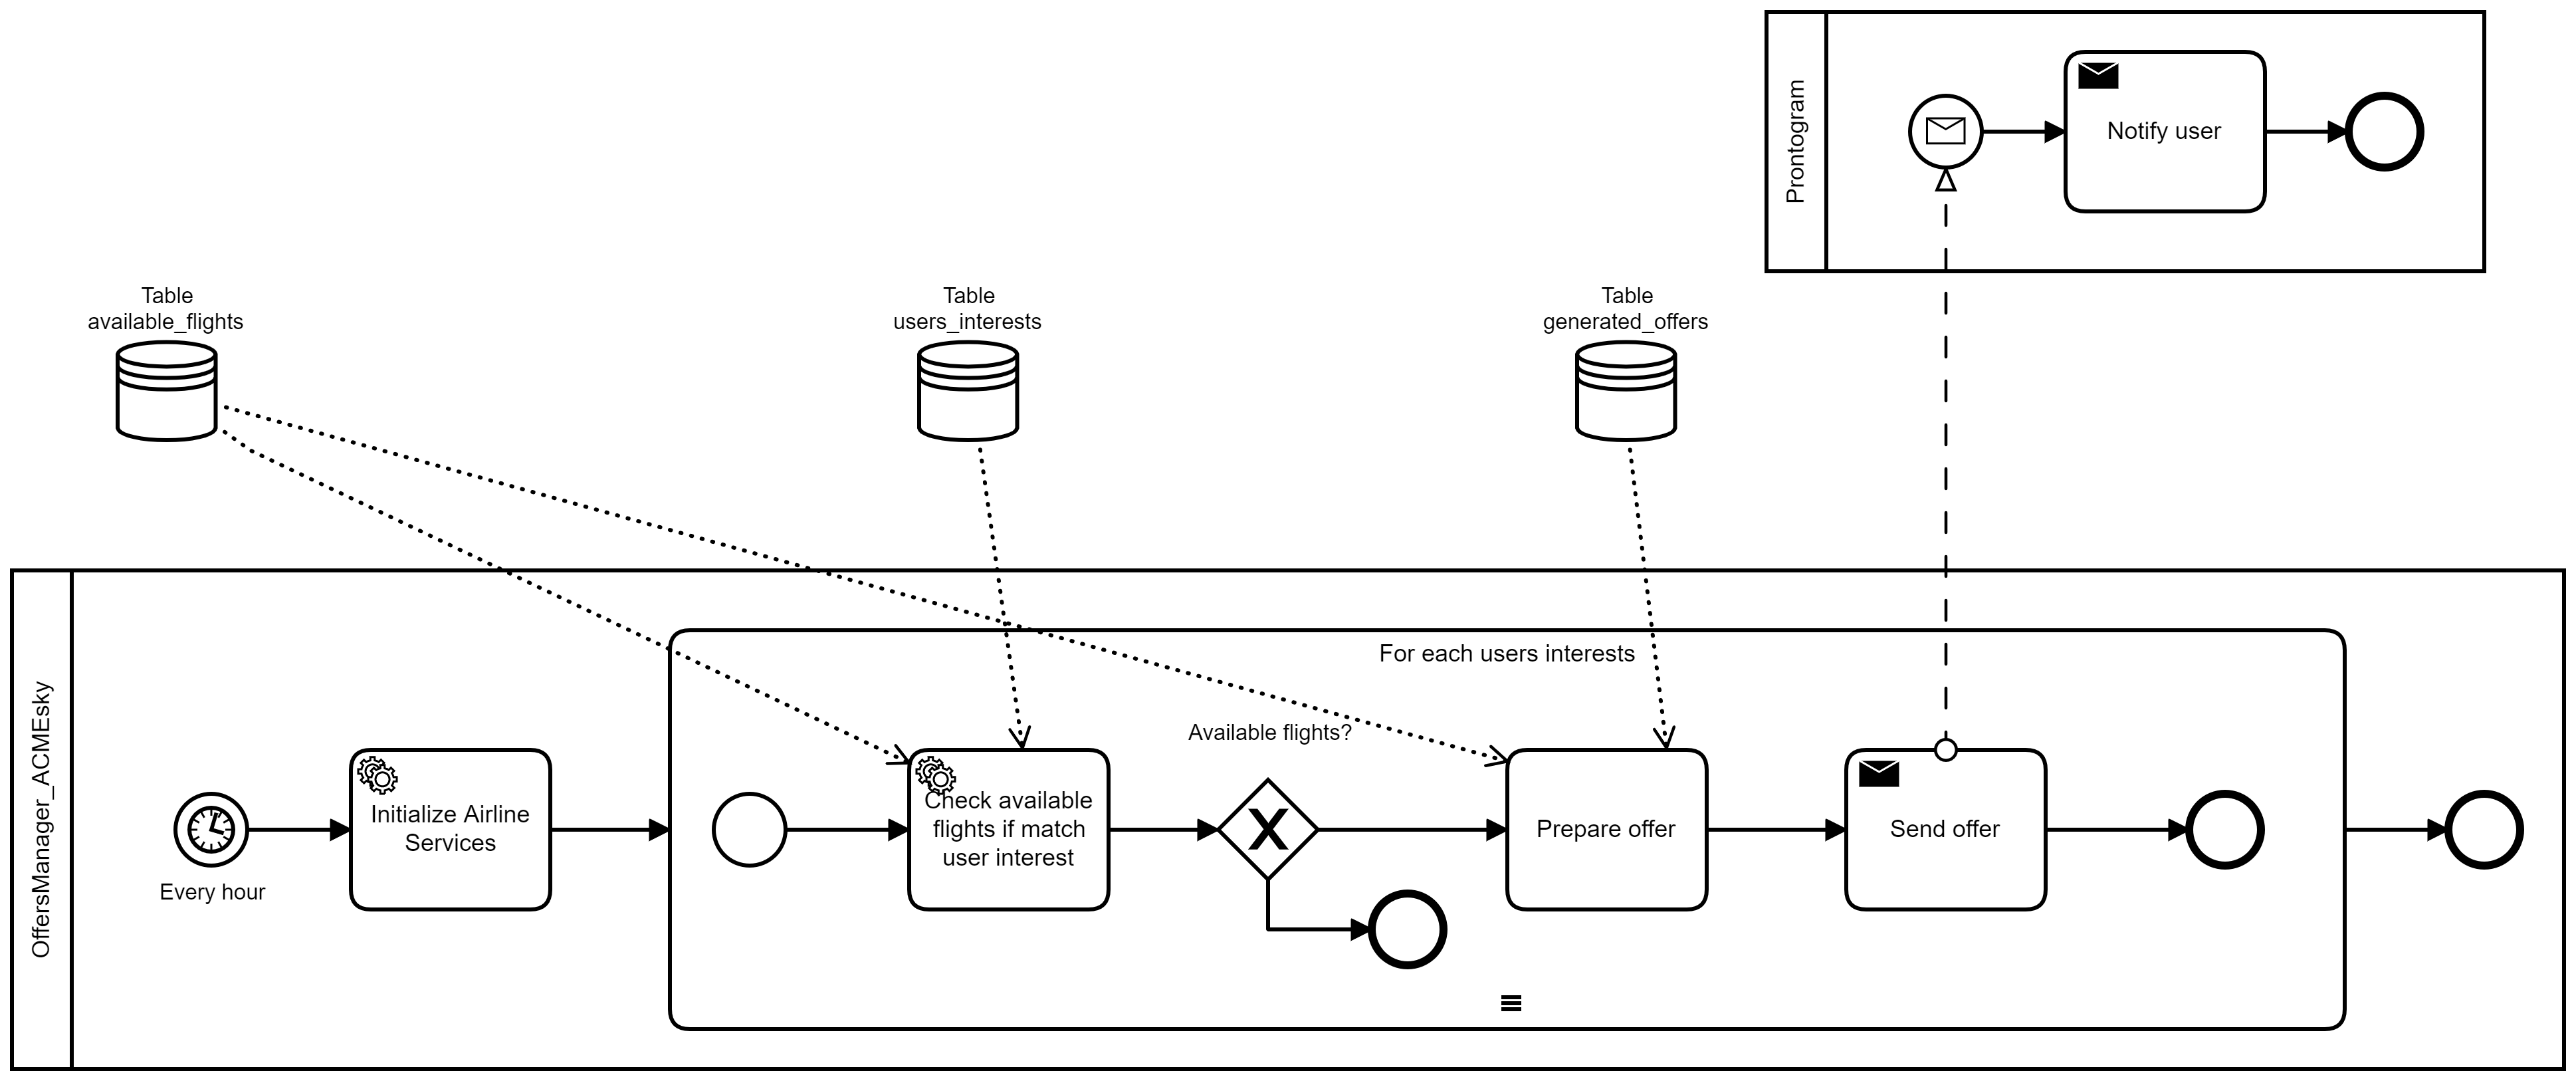 Prontogram
Notify user
Table
available_flights
Table
users_interests
Table
generated_offers
OffersManager_ACMEsky
For each users interests
Available flights?
Every hour
Initialize Airline
Services
Check available
flights if match
user interest
Prepare offer
Send offer